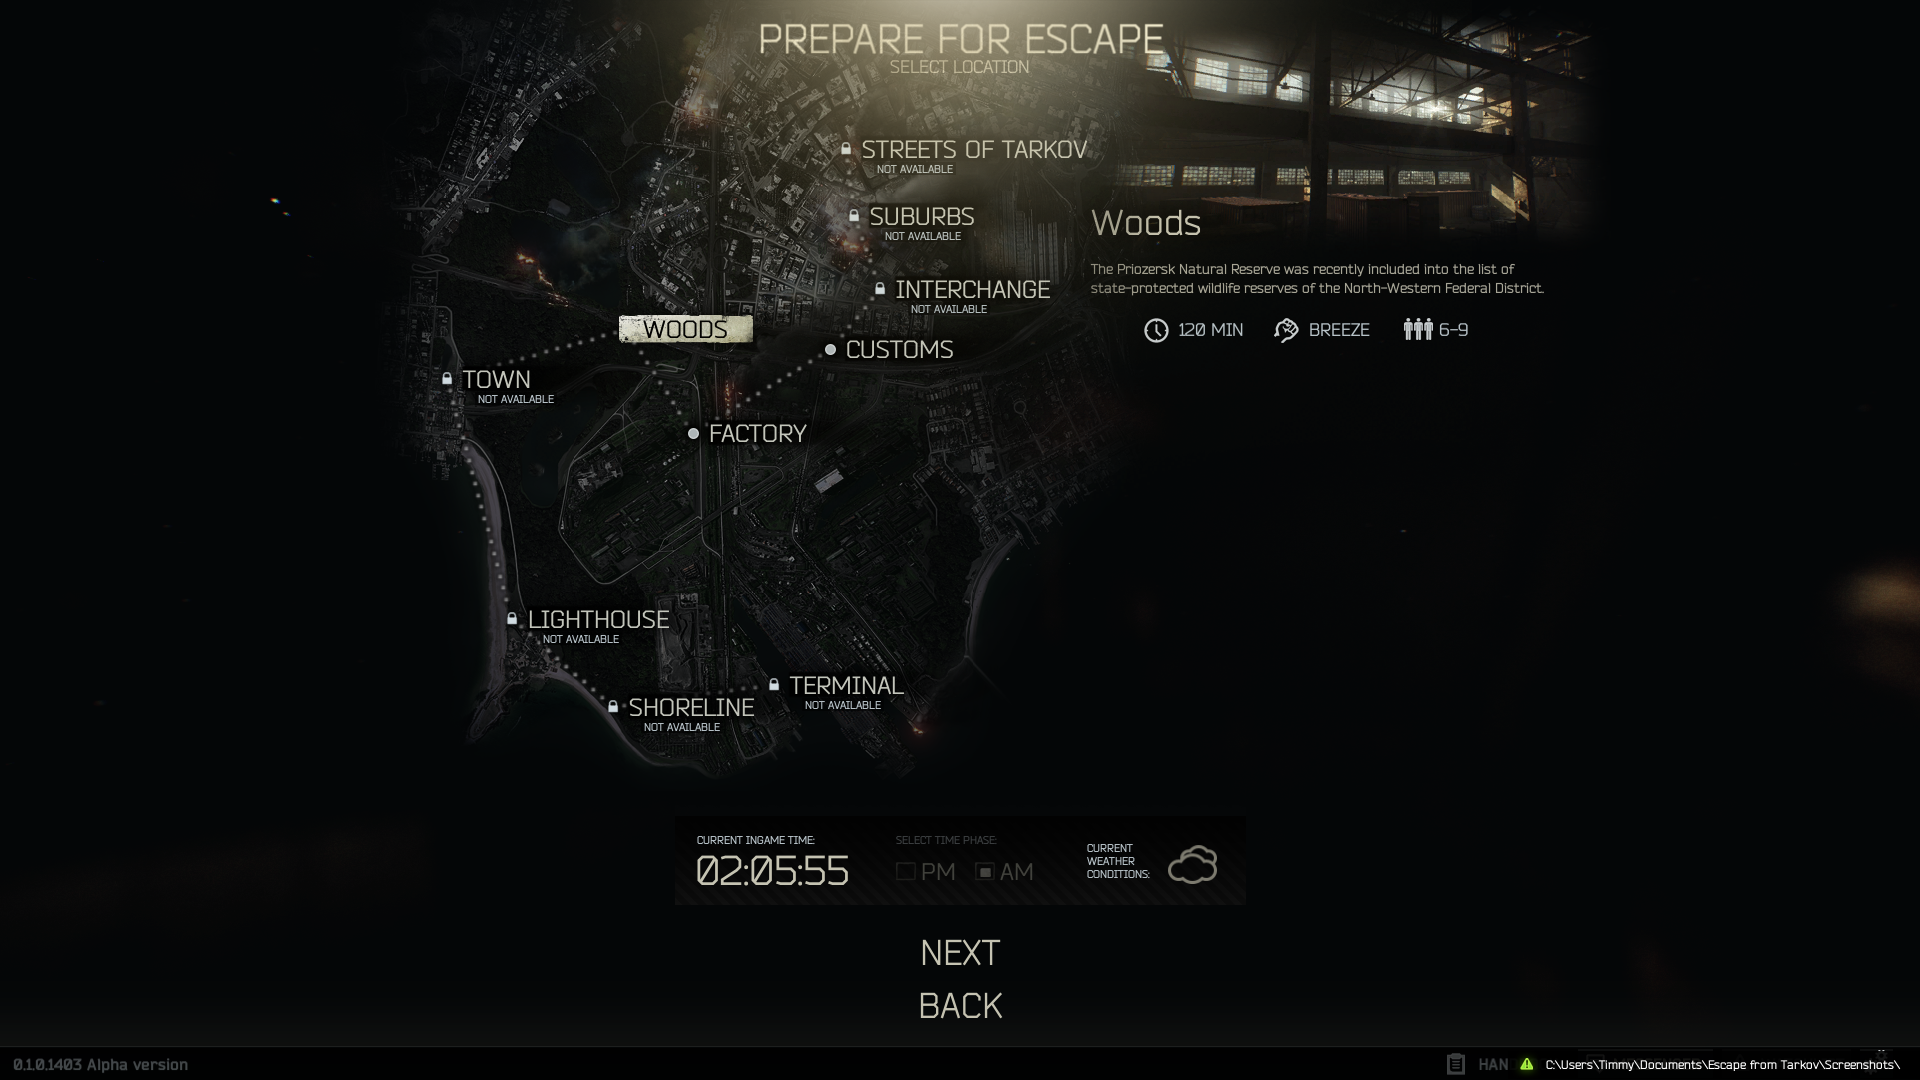 PREPARE FOR ESCAPE
SELECT LOCATION
STREETS OF TARKOV
NOT AVAILABLE
SUBURBS
NOT AVAILABLE
INTERCHANGE
NOT AVAILABLE
WOODS
CUSTOMS
TOWN
NOT AVAILABLE
FACTORY
LIGHTHOUSE
NOT AVAILABLE
TERMINAL
NOT AVAILABLE
SHORELINE
NOT AVAILABLE
Woods
The Priozersk Natural Reserve was recently included into the list of
state-protected wildlife reserves of the North-Western Federal District.
120 MIN
BREEZE
6-9
CURRENT INGAME TIME:
02:05:55
SELECT TIME PHASE:
PM
AM
CURRENT
WEATHER
CONDITIONS:
NEXT
BACK
0.1.0.1403 Alpha version
HAN
C:\Users\Timmy\Documents\Escape from Tarkov\Screenshots\